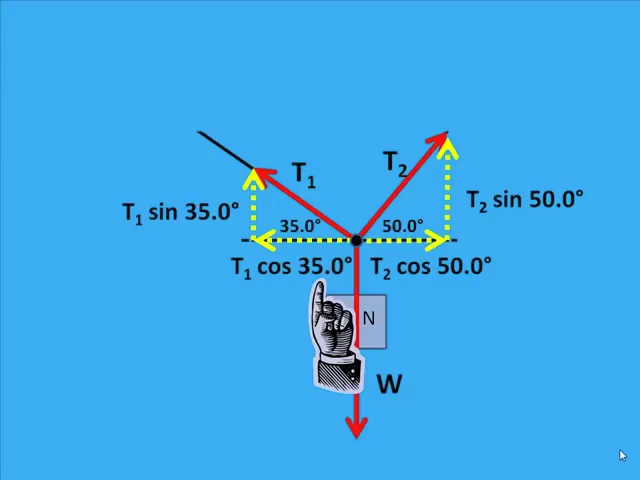 T₁
T₂
T₁ sin 35.0°
T₂ sin 50.0°
35.0°
50.0°
T₁ cos 35.0°
T₂ cos 50.0°
N
W